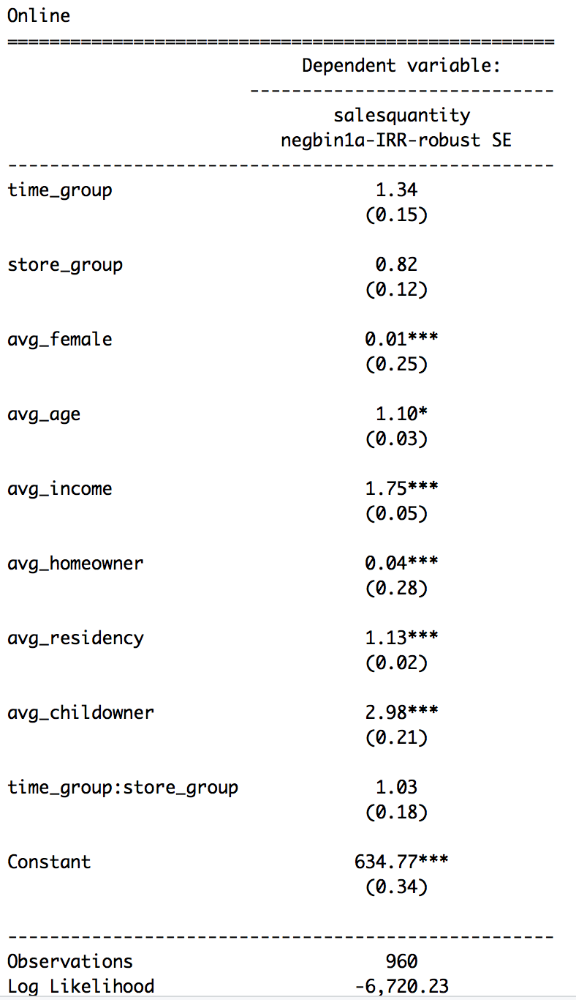 Online
====================================================
Dependent variable:
-----------------------------
salesquantity
negbin1a-IRR-robust SE
----------------------------------------------------
time_group 1.34
(0.15)
store_group 0.82
(0.12)
avg_female 0.01***
(0.25)
avg_age 1.10*
(0.03)
avg_income 1.75***
(0.05)
avg_homeowner 0.04***
(0.28)
avg_residency 1.13***
(0.02)
avg_childowner 2.98***
(0.21)
time_group:store_group 1.03
(0.18)
Constant 634.77***
(0.34)
----------------------------------------------------
Observations 960
Log Likelihood -6,720.23